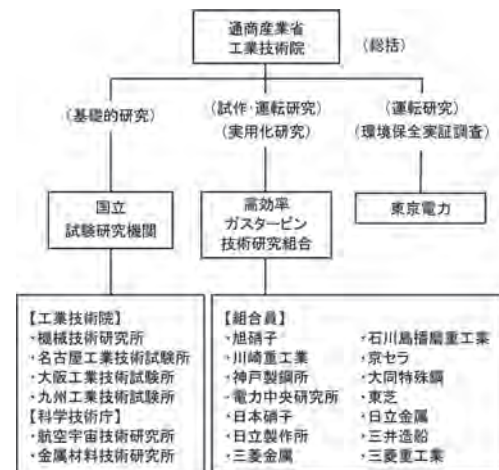 通商産業省
工業技術院
(総括)
(基礎的研究)
(試作・運転研究)
(実用化研究)
(運転研究)
(環境保全実証調査)
国立
試験研究機関
高効率
ガスタービン
技術研究組合
東京電力
【工業技術院】
・機械技術研究所
・名古屋工業技術試験所
・大阪工業技術試験所
・九州工業技術試験所
【科学技術庁】
・航空宇宙技術研究所
・金属材料技術研究所
【組合員】
・旭硝子
・川崎重工業
・神戸製鋼所
・電力中央研究所
・日本硝子
・日立製作所
・三菱金属
・石川島播磨重工業
・京セラ
・大同特殊鋼
・東芝
・日立金属
・三井造船
・三菱重工業